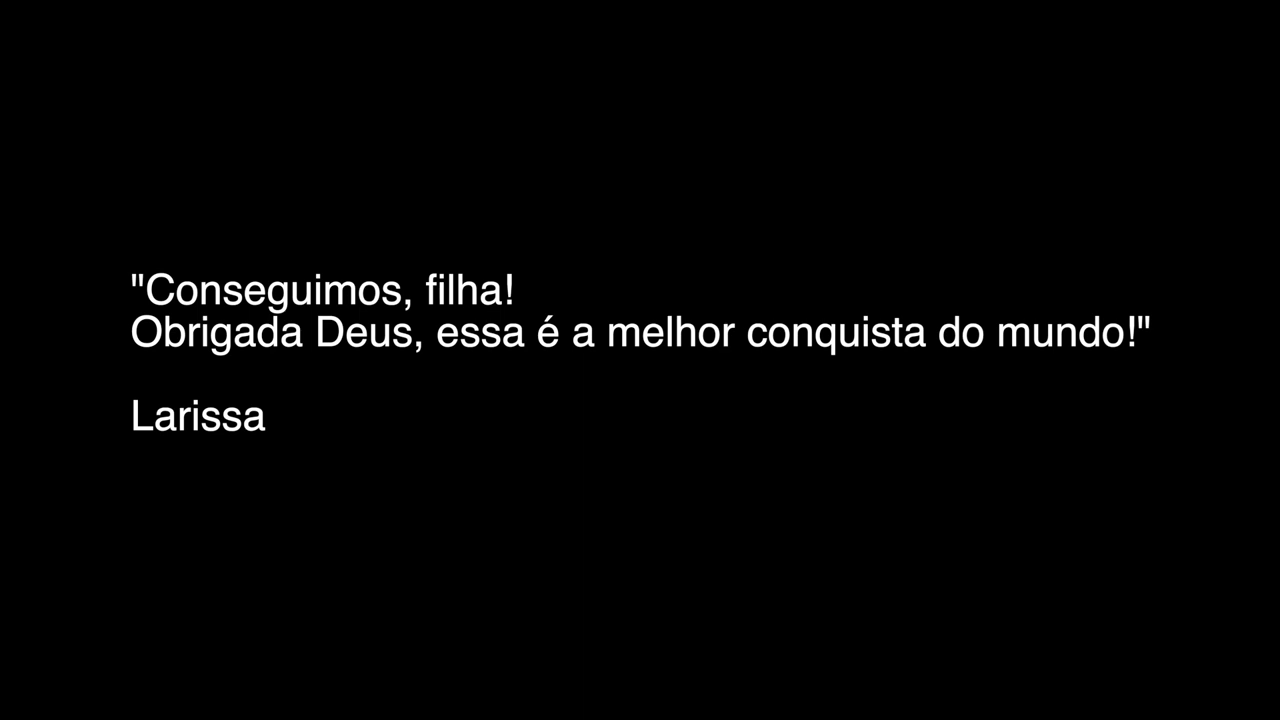 "Conseguimos, filha!
Obrigada Deus, essa é a melhor conquista do mundo!"
Larissa